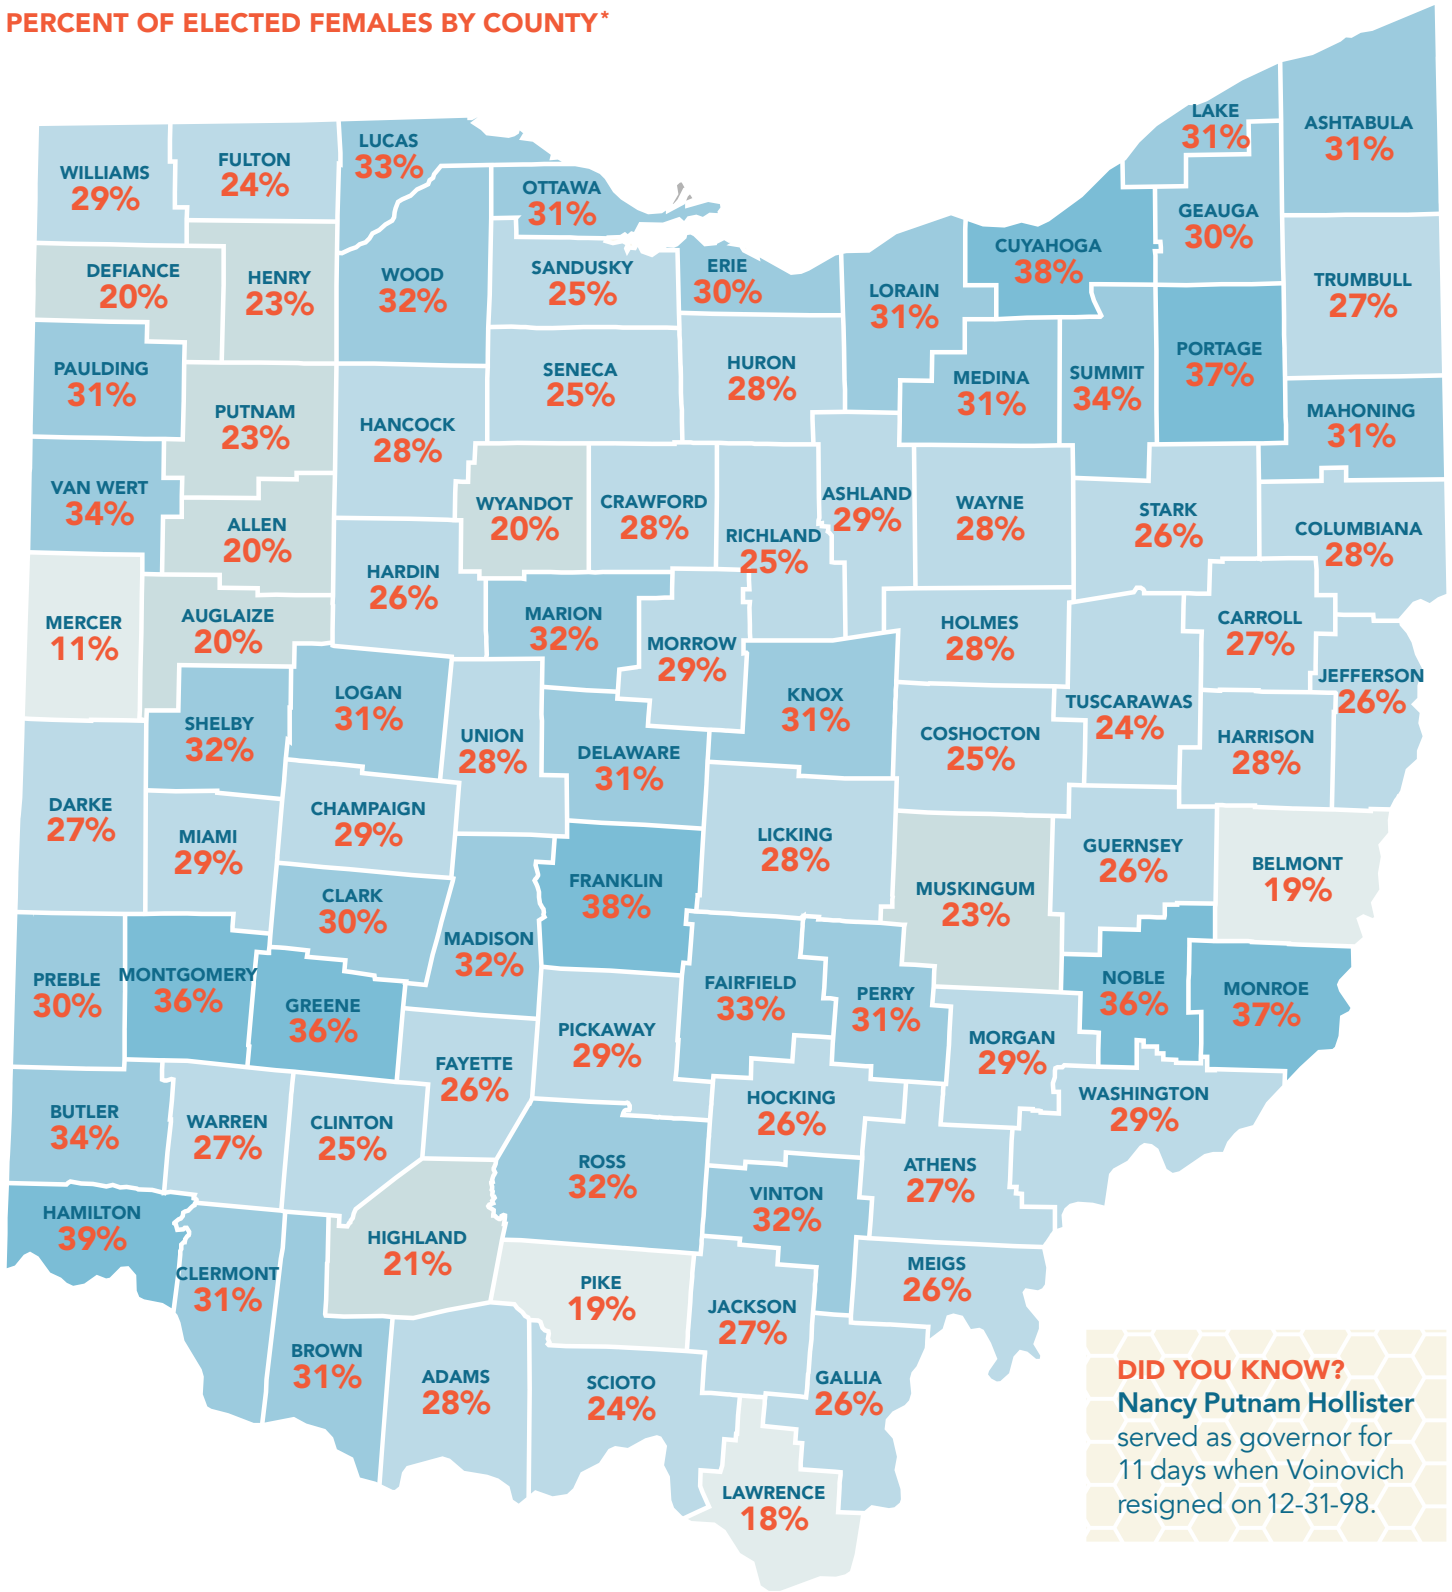 PERCENT OF ELECTED FEMALES BY COUNTY*
LAKE
31%
ASHTABULA
31%
LUCAS
33%
FULTON
24%
WILLIAMS
29%
OTTAWA
31%
GEAUGA
30%
CUYAHOGA
38%
DEFIANCE
20%
HENRY
23%
WOOD
32%
SANDUSKY
25%
ERIE
30%
LORAIN
31%
TRUMBULL
27%
PAULDING
31%
SENECA
25%
HURON
28%
MEDINA
31%
SUMMIT
34%
PORTAGE
37%
PUTNAM
23%
HANCOCK
28%
MAHONING
31%
VAN WERT
34%
ALLEN
20%
WYANDOT
20%
CRAWFORD
28%
RICHLAND
25%
ASHLAND
29%
WAYNE
28%
STARK
26%
COLUMBIANA
28%
HARDIN
26%
MERCER
11%
AUGLAIZE
20%
MARION
32%
MORROW
29%
HOLMES
28%
CARROLL
27%
JEFFERSON
26%
LOGAN
31%
KNOX
31%
TUSCARAWAS
24%
SHELBY
32%
UNION
28%
DELAWARE
31%
COSHOCTON
25%
HARRISON
28%
DARKE
27%
MIAMI
29%
CHAMPAIGN
29%
LICKING
28%
GUERNSEY
26%
BELMONT
19%
CLARK
30%
FRANKLIN
38%
MUSKINGUM
23%
MADISON
32%
PREBLE
30%
MONTGOMERY
36%
GREENE
36%
FAIRFIELD
33%
PERRY
31%
NOBLE
36%
MONROE
37%
PICKAWAY
29%
MORGAN
29%
FAYETTE
26%
HOCKING
26%
WASHINGTON
29%
BUTLER
34%
WARREN
27%
CLINTON
25%
ROSS
32%
ATHENS
27%
VINTON
32%
HAMILTON
39%
HIGHLAND
21%
CLERMONT
31%
PIKE
19%
MEIGS
26%
JACKSON
27%
BROWN
31%
ADAMS
28%
SCIOTO
24%
GALLIA
26%
LAWRENCE
18%
DID YOU KNOW?
Nancy Putnam Hollister
served as governor for
11 days when Voinovich
resigned on 12-31-98.